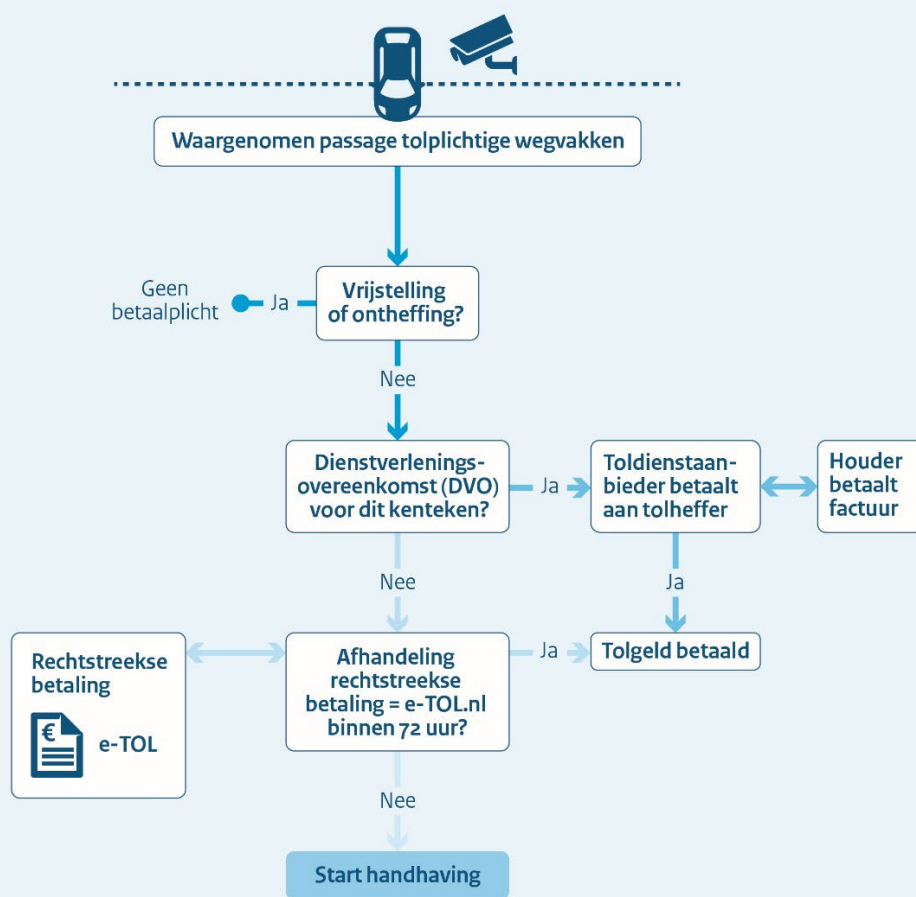 Waargenomen passage tolplichtige wegvakken
Geen
betaalplicht
Ja
Vrijstelling
of ontheffing?
Nee
Dienstverlenings-
overeenkomst (DVO)
voor dit kenteken?
Ja
Toldienstaan-
bieder betaalt
aan tolheffer
Houder
betaalt
factuur
Nee
Ja
Rechtstreekse
betaling
€
e-TOL
Afhandeling
rechtstreekse
betaling = e-TOL.nl
binnen 72 uur?
Ja
Tolgeld betaald
Nee
Start handhaving